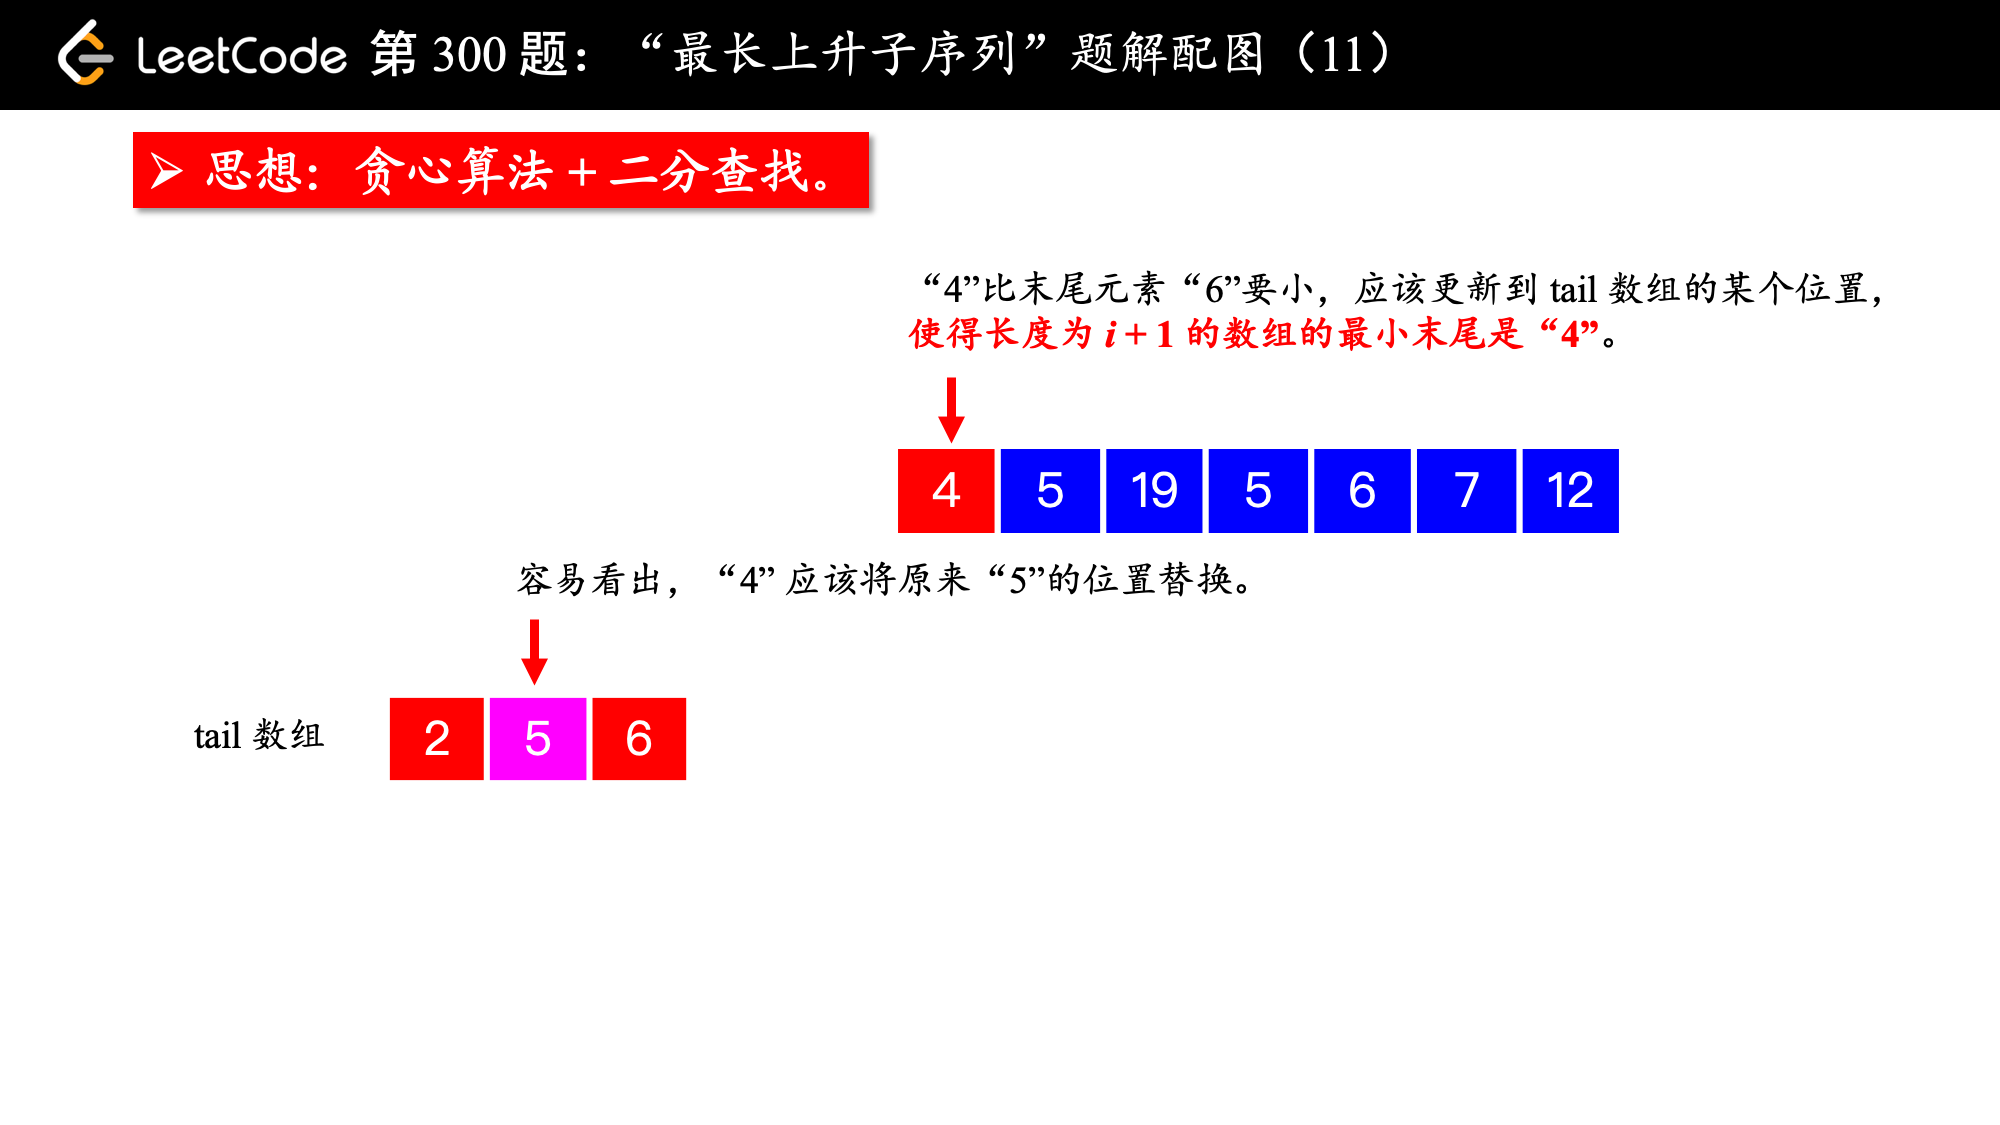 LeetCode 第 300 题：“最长上升子序列”题解配图（11）
思想：贪心算法 + 二分查找。
“4”比末尾元素“6”要小，应该更新到 tail 数组的某个位置，
使得长度为 i + 1 的数组的最小末尾是“4”。
4 5 19 5 6 7 12
容易看出，“4” 应该将原来“5”的位置替换。
tail 数组 2 5 6